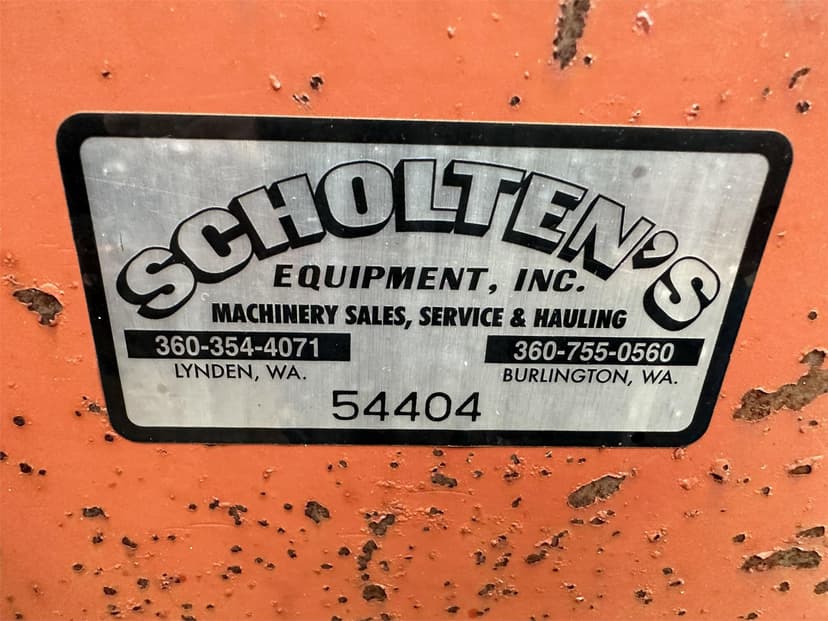 SCHOLTEN'S
EQUIPMENT, INC.
MACHINERY SALES, SERVICE & HAULING
360-354-4071 360-755-0560
LYNDEN, WA. BURLINGTON, WA.
54404